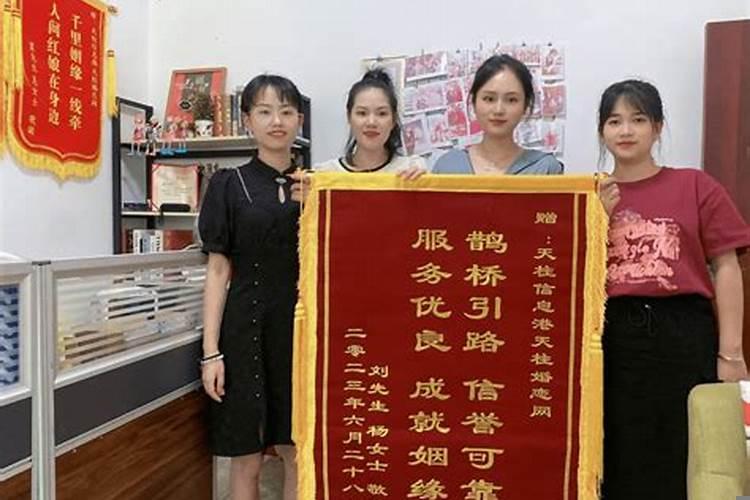 赠：天柱信息港天柱婚恋网
鹊桥引路 信誉可靠
服务优良 成就姻缘
刘先生 杨女士 敬
二零二三年六月二十八
千里姻缘一线牵
人间红娘在身边